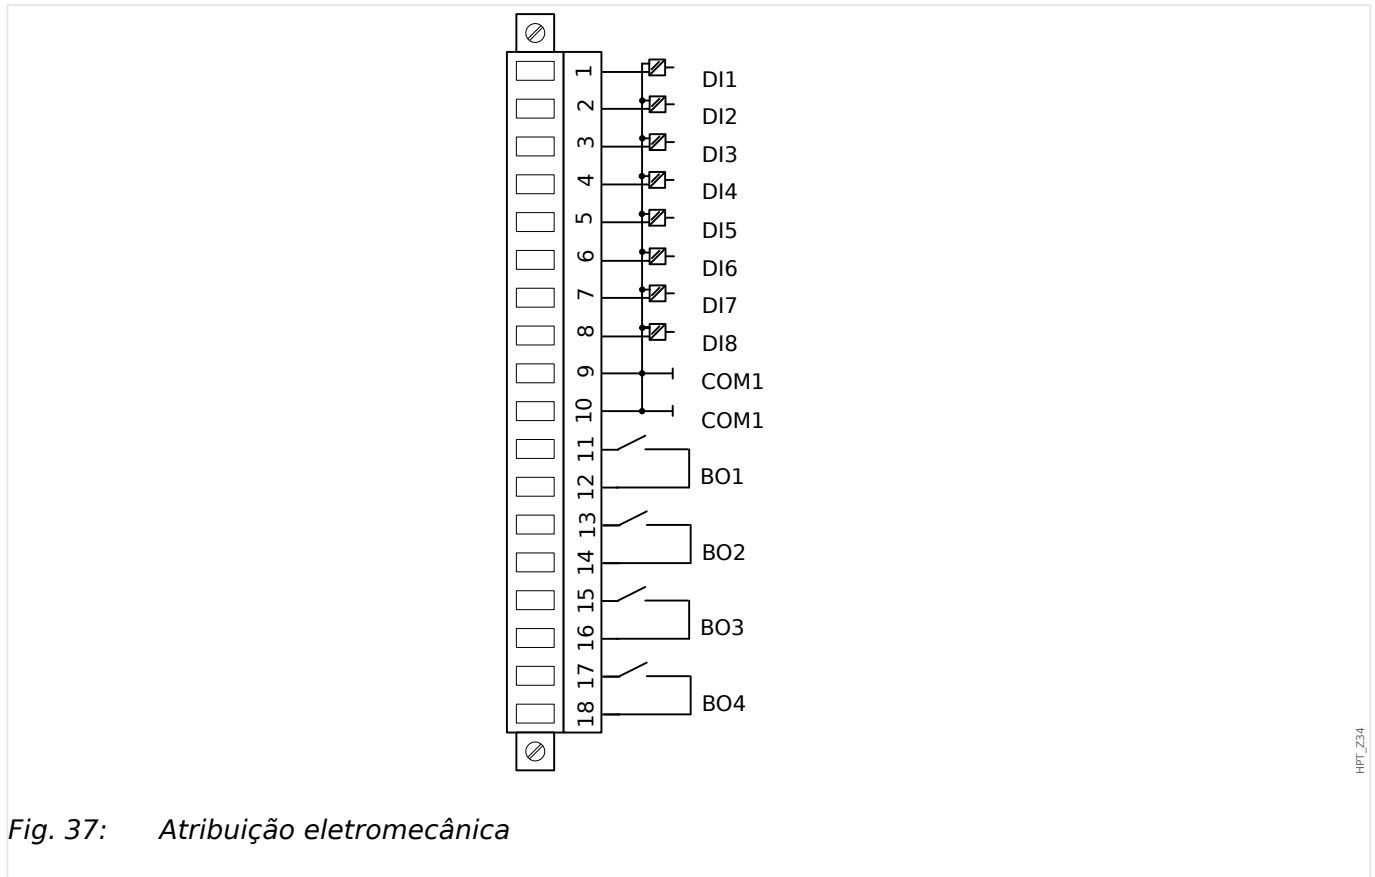 1 DI1
2 DI2
3 DI3
4 DI4
5 DI5
6 DI6
7 DI7
8 DI8
9 COM1
10 COM1
11
BO1
12
13
BO2
14
15
BO3
16
17
BO4
18
HPT_Z34
Fig. 37: Atribuição eletromecânica